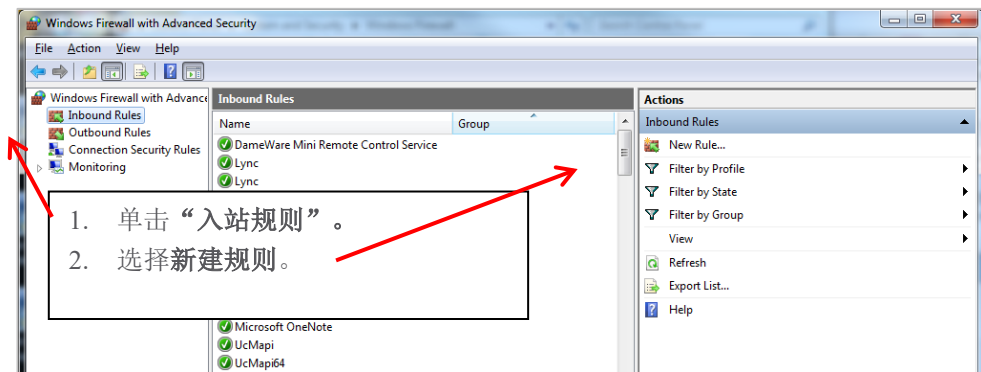 Windows Firewall with Advanced Security
File Action View Help
Windows Firewall with Advance
Inbound Rules
Outbound Rules
Connection Security Rules
Monitoring
Inbound Rules
Name Group
DameWare Mini Remote Control Service
Lync
Lync
1. 单击“入站规则”。
2. 选择新建规则。
Microsoft OneNote
UcMapi
UcMapi64
Actions
Inbound Rules
New Rule...
Filter by Profile
Filter by State
Filter by Group
View
Refresh
Export List...
Help